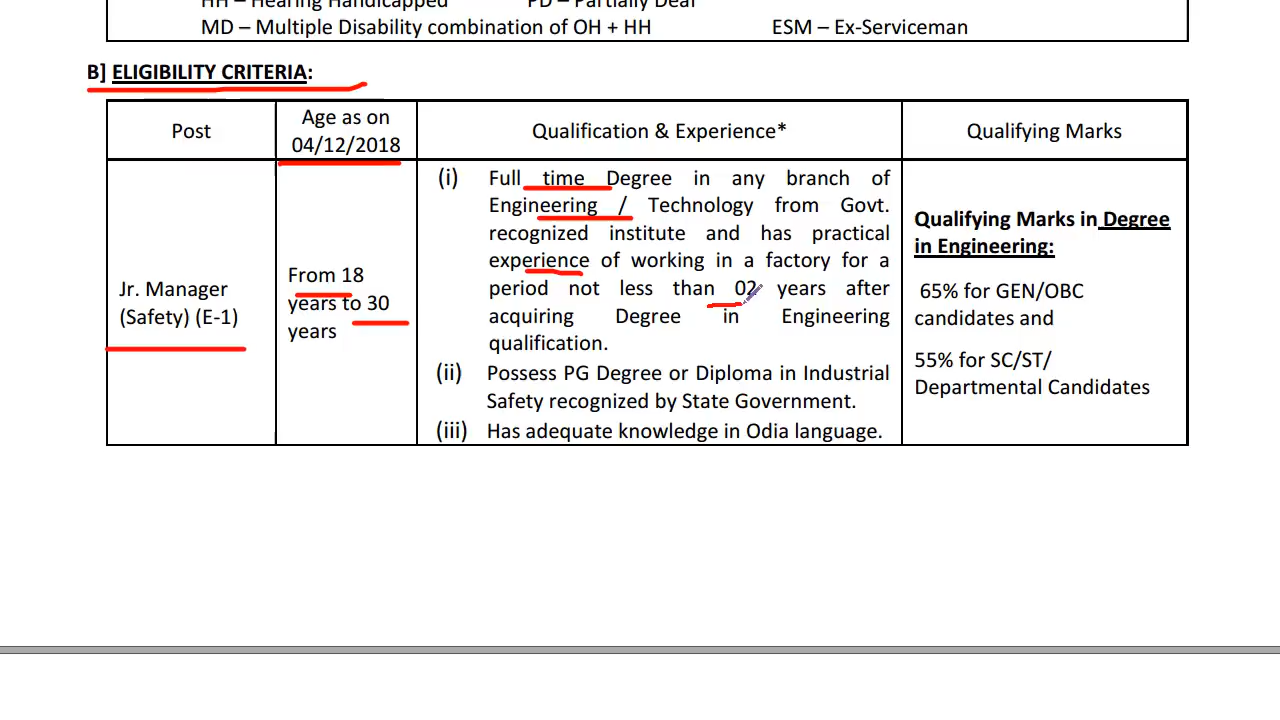 HH – Hearing Handicapped PD – Partially Deaf
MD – Multiple Disability combination of OH + HH ESM – Ex-Serviceman
B] ELIGIBILITY CRITERIA:
Post
Age as on
04/12/2018
Qualification & Experience*
Qualifying Marks
Jr. Manager
(Safety) (E-1)
From 18
years to 30
years
(i) Full time Degree in any branch of
Engineering / Technology from Govt.
recognized institute and has practical
experience of working in a factory for a
period not less than 02 years after
acquiring Degree in Engineering
qualification.
(ii) Possess PG Degree or Diploma in Industrial
Safety recognized by State Government.
(iii) Has adequate knowledge in Odia language.
Qualifying Marks in Degree
in Engineering:
65% for GEN/OBC
candidates and
55% for SC/ST/
Departmental Candidates